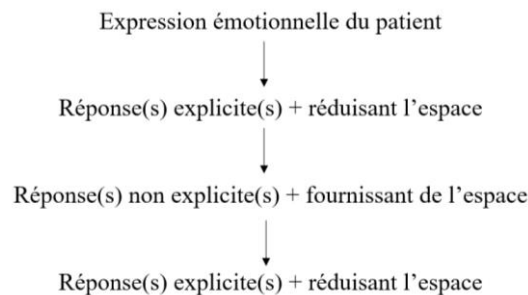 Expression émotionnelle du patient
Réponse(s) explicite(s) + réduisant l’espace
Réponse(s) non explicite(s) + fournissant de l’espace
Réponse(s) explicite(s) + réduisant l’espace